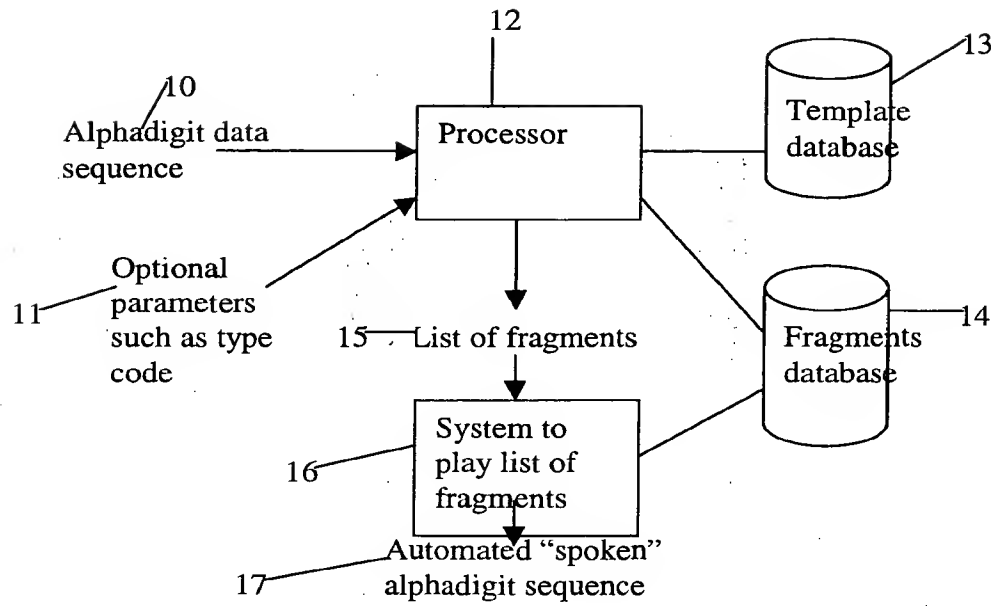 12
13
10
Alphadigit data
sequence
Processor
Template
database
Optional
parameters
such as type
code
11
15
List of fragments
14
Fragments
database
System to
play list of
fragments
16
Automated “spoken”
alphadigit sequence
17